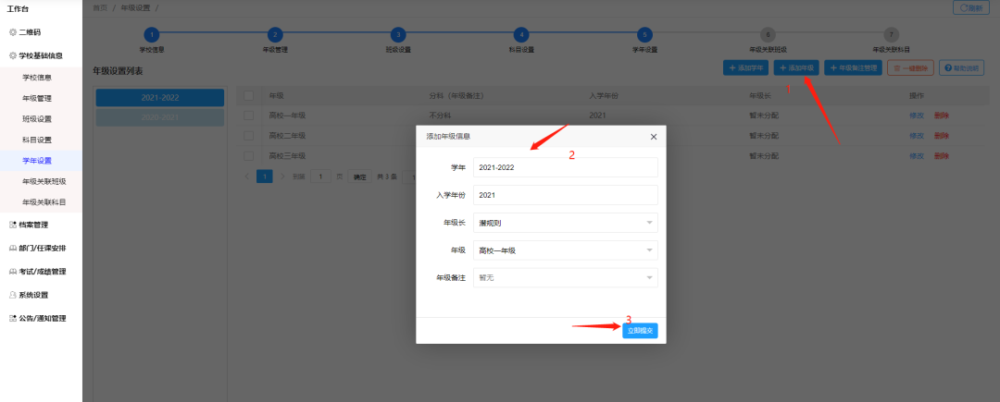 工作台
首页 / 年级设置 /
刷新
二维码
学校基础信息
学校信息
年级管理
班级设置
科目设置
学年设置
年级关联班级
年级关联科目
档案管理
部门/任课安排
考试/成绩管理
系统设置
公告/通知管理
1 2 3 4 5 6 7
学校信息 年级管理 班级设置 科目设置 学年设置 年级关联班级 年级关联科目
年级设置列表
+ 添加学年 + 添加年级 + 年级备注管理 一键删除 帮助说明
1
2021-2022
2020-2021
年级 分科（年级备注） 入学年份 年级长 操作
高校一年级 不分科 2021 暂未分配 修改 删除
高校二年级 暂未分配 修改 删除
高校三年级 暂未分配 修改 删除
1 到第 1 页 确定 共 3 条 1
添加年级信息
2
学年 2021-2022
入学年份 2021
年级长 潜规则
年级 高校一年级
年级备注 暂无
3
立即提交